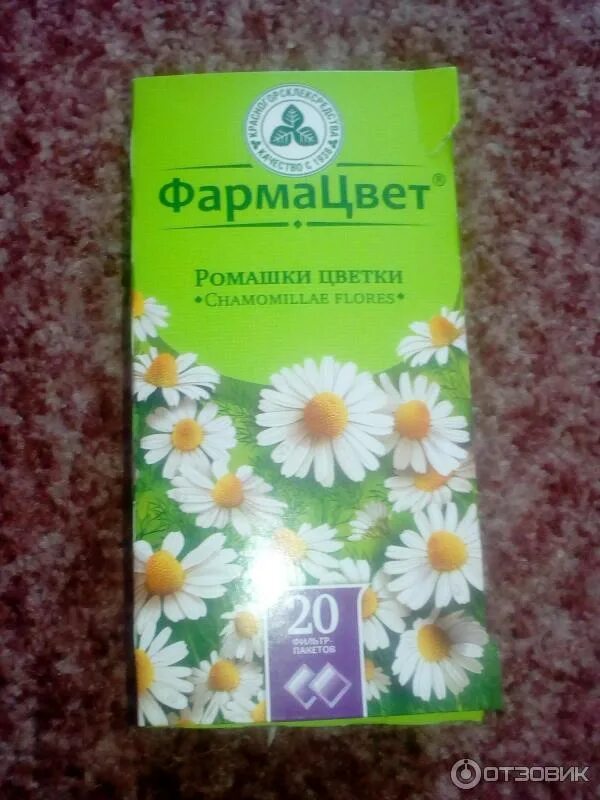 КРАСНОГОРСКЛЕКСРЕДСТВА
КАЧЕСТВО С 1938
ФармаЦвет®
Ромашки цветки
Chamomillae flores
20
ФИЛЬТР-
ПАКЕТОВ
ОТЗОВИК